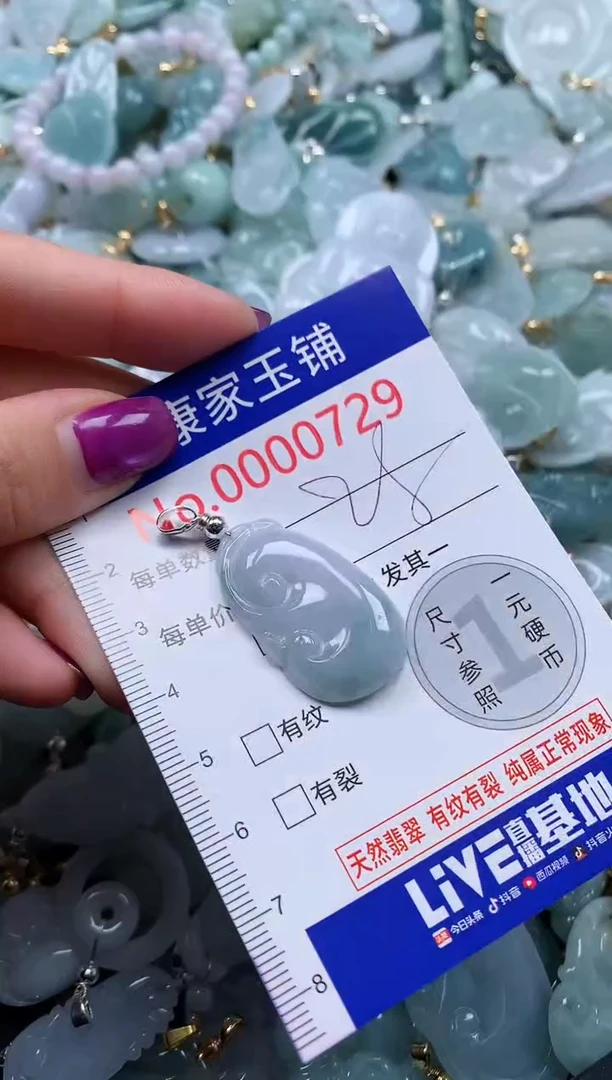 康家玉铺
No.0000729
每单数
发其一
每单价
一元硬币
1
尺寸参照
有纹
有裂
天然翡翠 有纹有裂 纯属正常现象
LiVE直播基地
今日头条 抖音 西瓜视频 抖音火
2
3
4
5
6
7
8